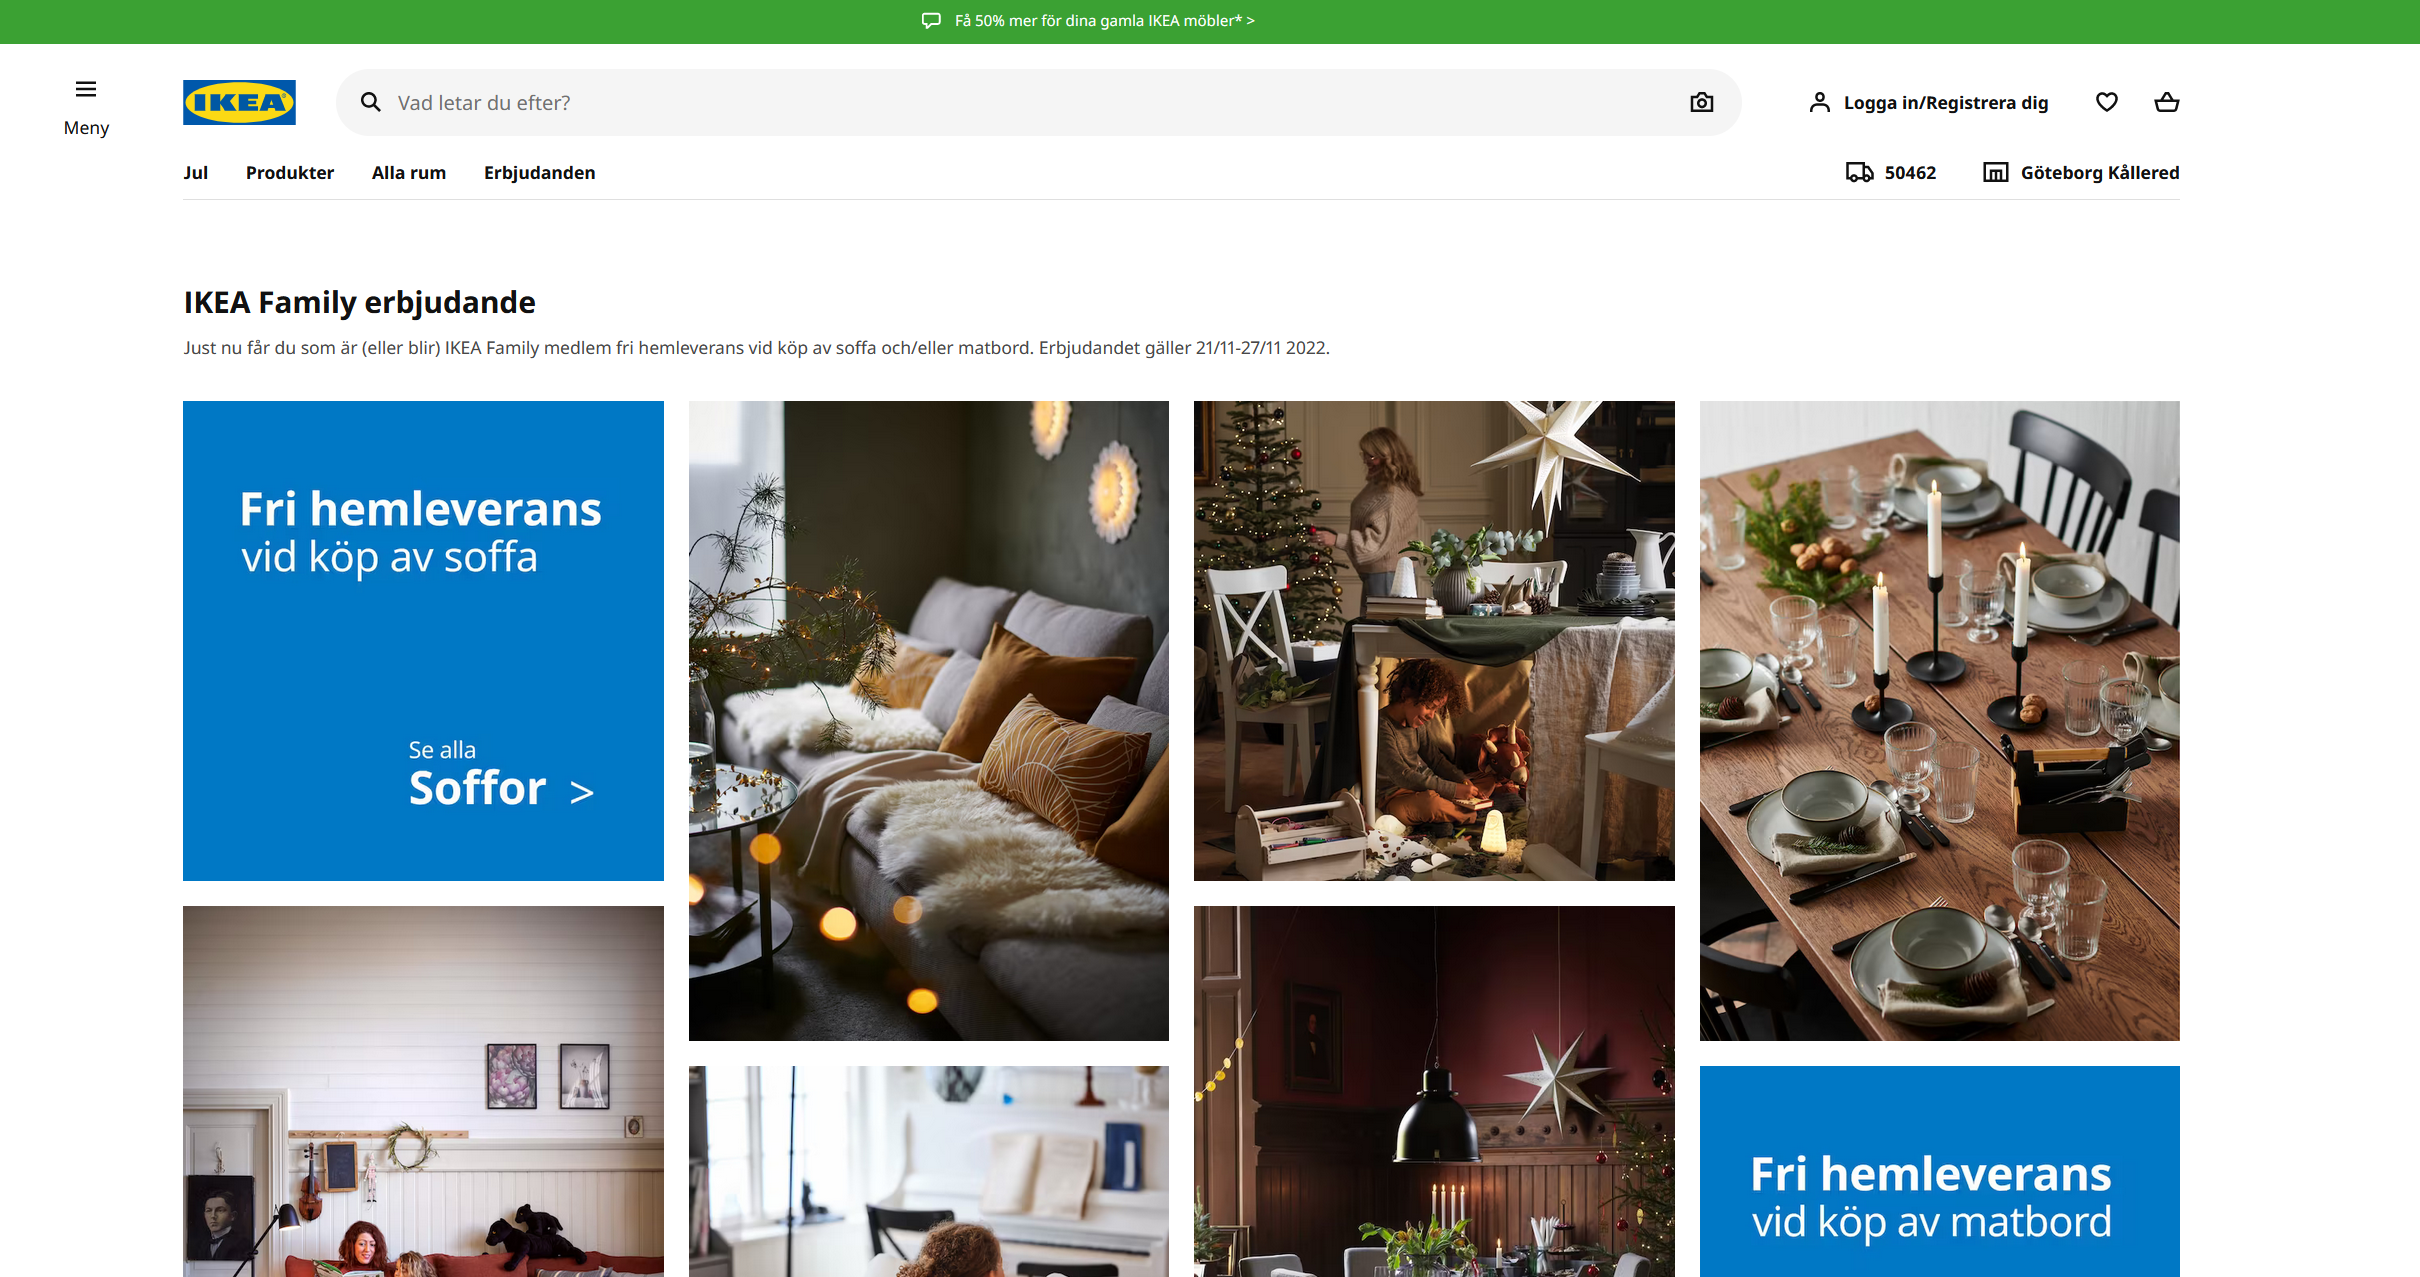 Få 50% mer för dina gamla IKEA möbler* >
Meny
IKEA
Vad letar du efter?
Logga in/Registrera dig
Jul
Produkter
Alla rum
Erbjudanden
50462
Göteborg Kållered
IKEA Family erbjudande
Just nu får du som är (eller blir) IKEA Family medlem fri hemleverans vid köp av soffa och/eller matbord. Erbjudandet gäller 21/11-27/11 2022.
Fri hemleverans
vid köp av soffa
Se alla
Soffor >
Fri hemleverans
vid köp av matbord